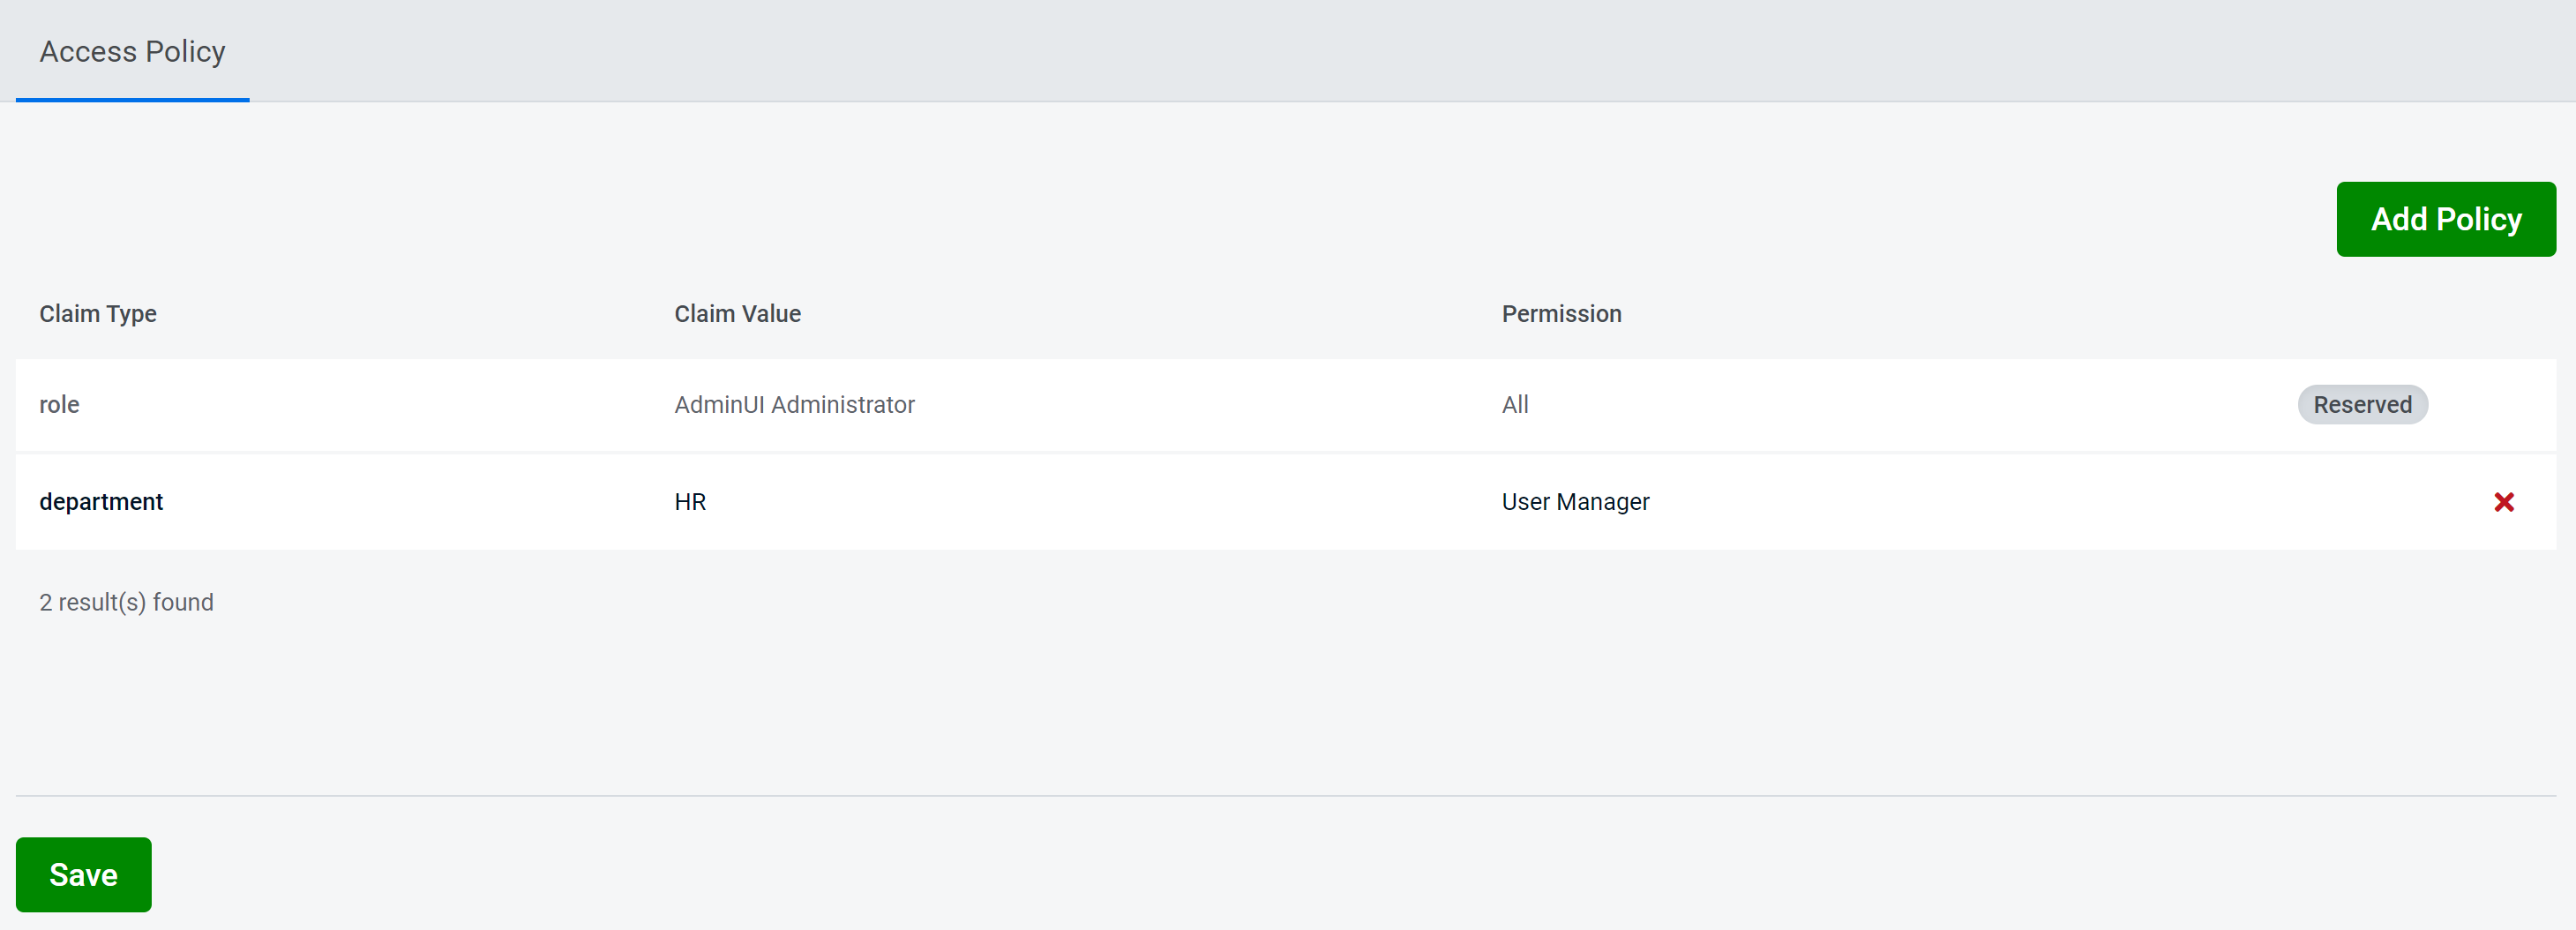 Access Policy
Add Policy
Claim Type Claim Value Permission
role AdminUI Administrator All Reserved
department HR User Manager
2 result(s) found
Save